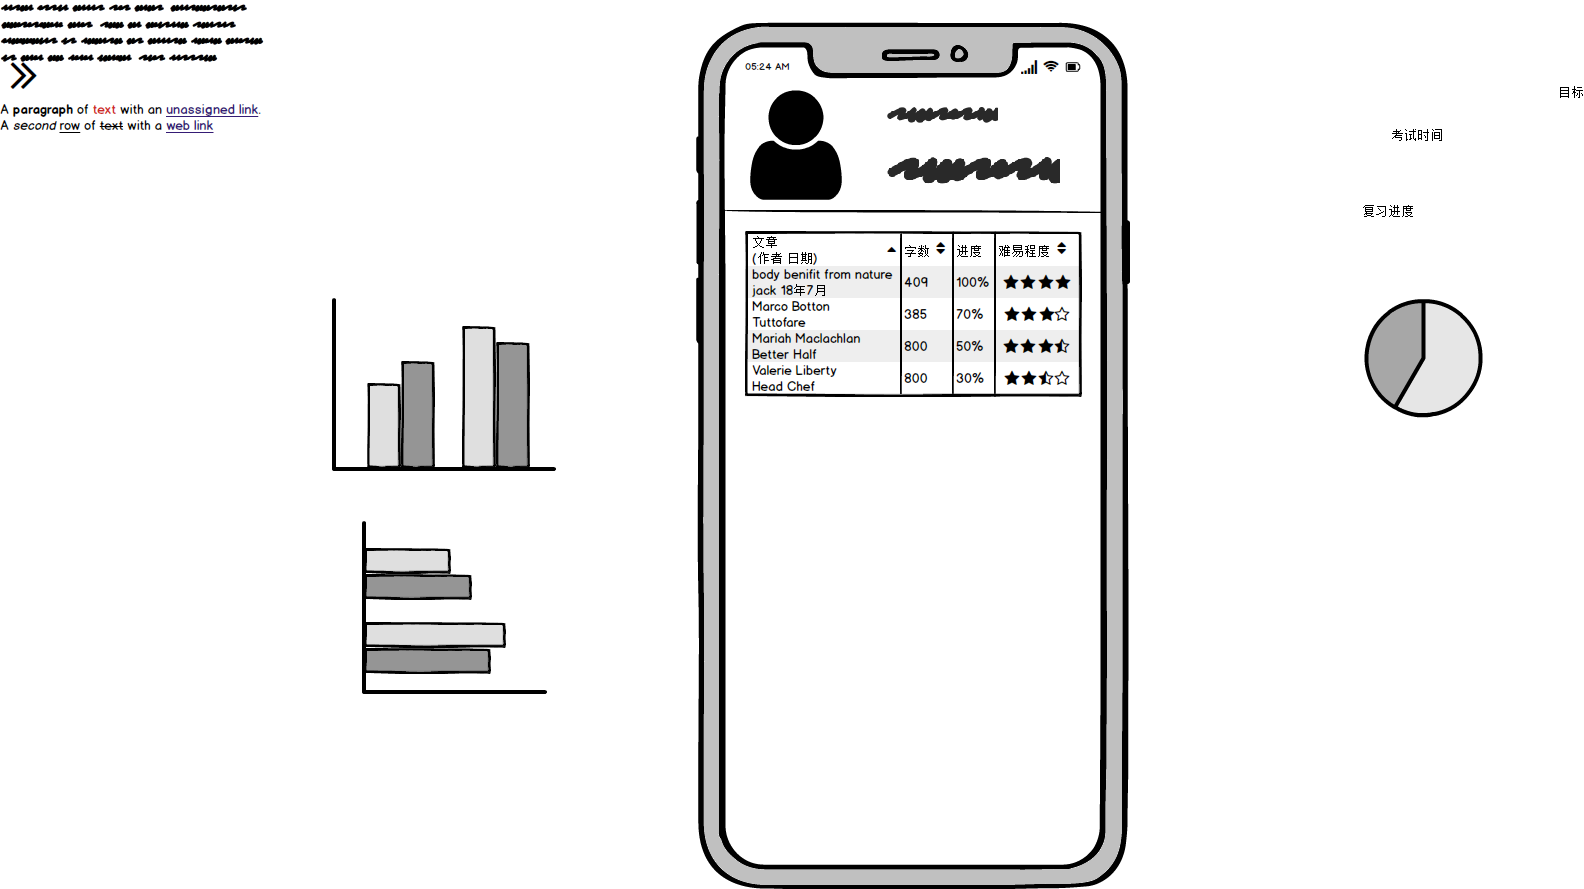 A paragraph of text with an unassigned link.
A second row of text with a web link
05:24 AM
文章
(作者 日期)
字数
进度
难易程度
body benifit from nature
jack 18年7月
409
100%
Marco Botton
Tuttofare
385
70%
Mariah Maclachlan
Better Half
800
50%
Valerie Liberty
Head Chef
800
30%
目标
考试时间
复习进度